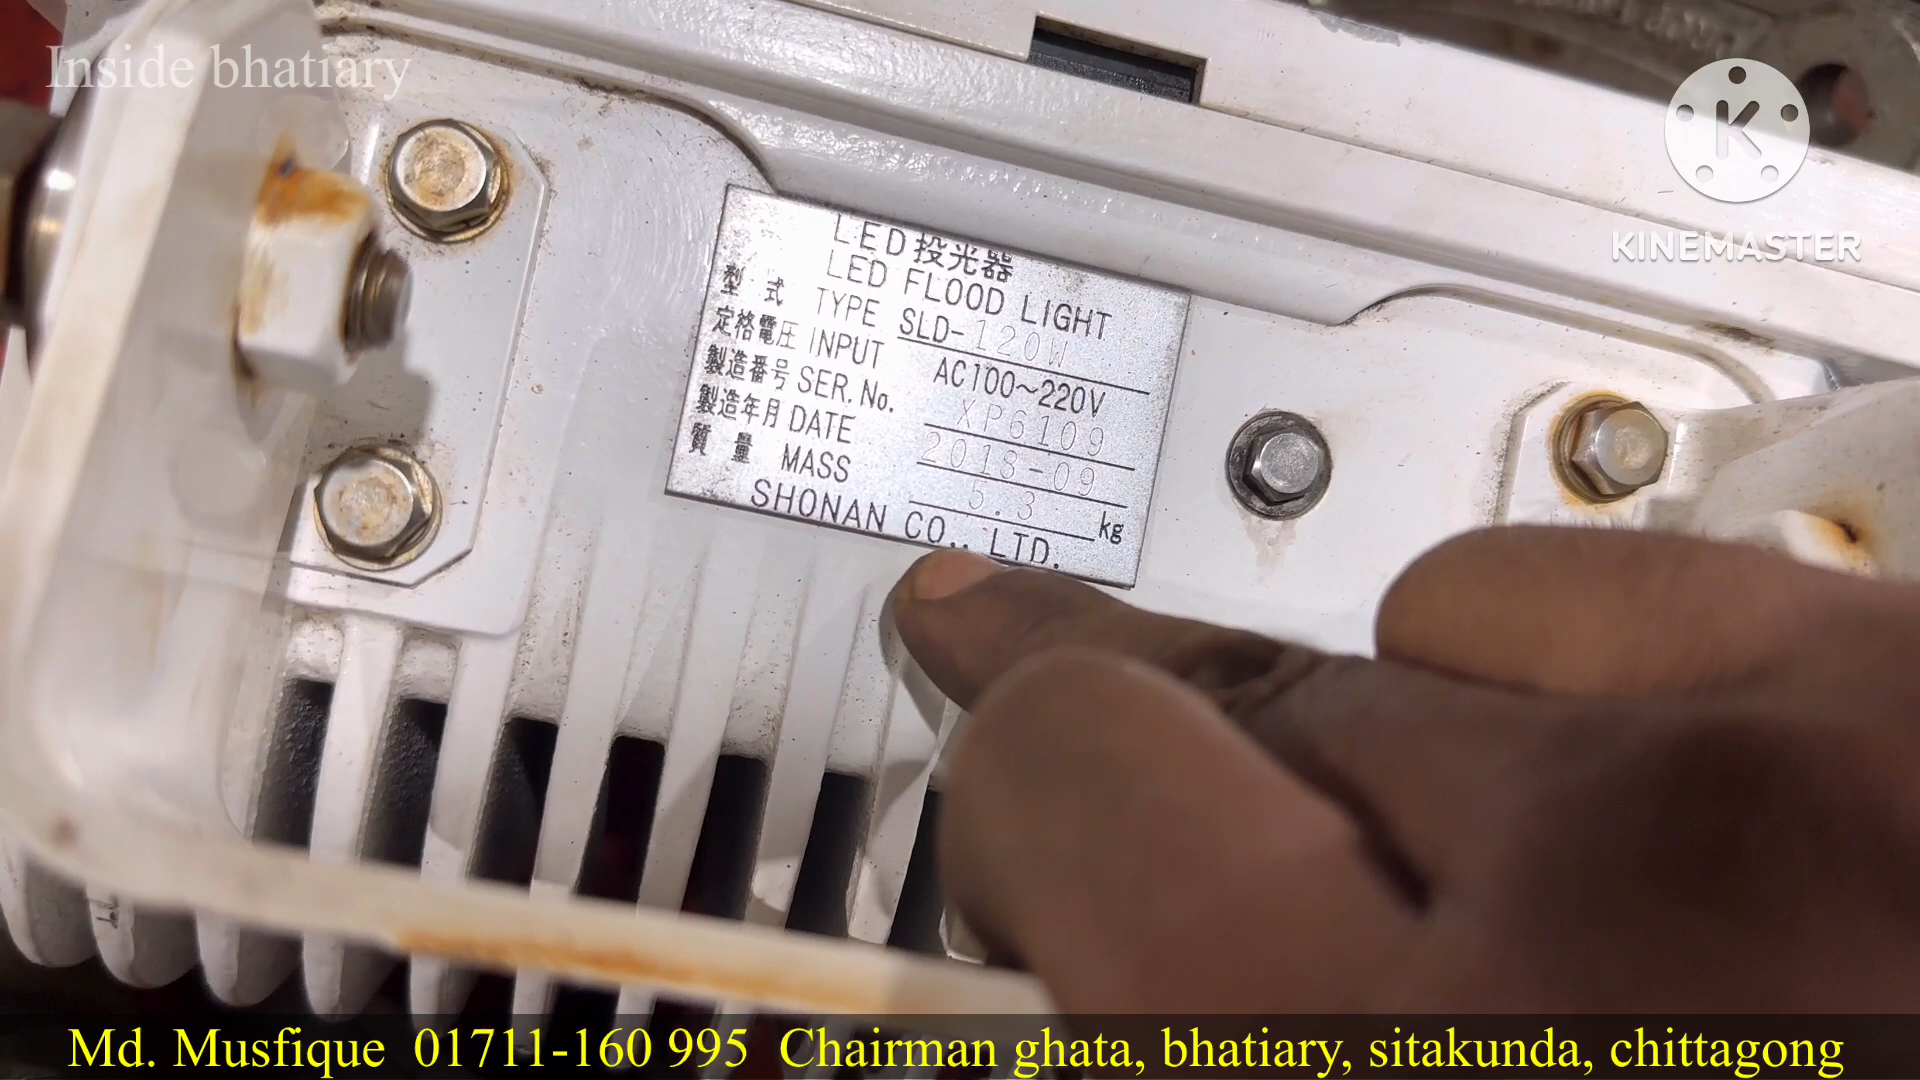 Inside bhatiary
K
KINEMASTER
LED投光器
LED FLOOD LIGHT
型式 TYPE SLD-120W
定格電圧 INPUT AC100~220V
製造番号 SER. No. XP6109
製造年月 DATE 2018-09
質量 MASS 5.3 kg
SHONAN CO., LTD.
Md. Musfique 01711-160 995 Chairman ghata, bhatiary, sitakunda, chittagong